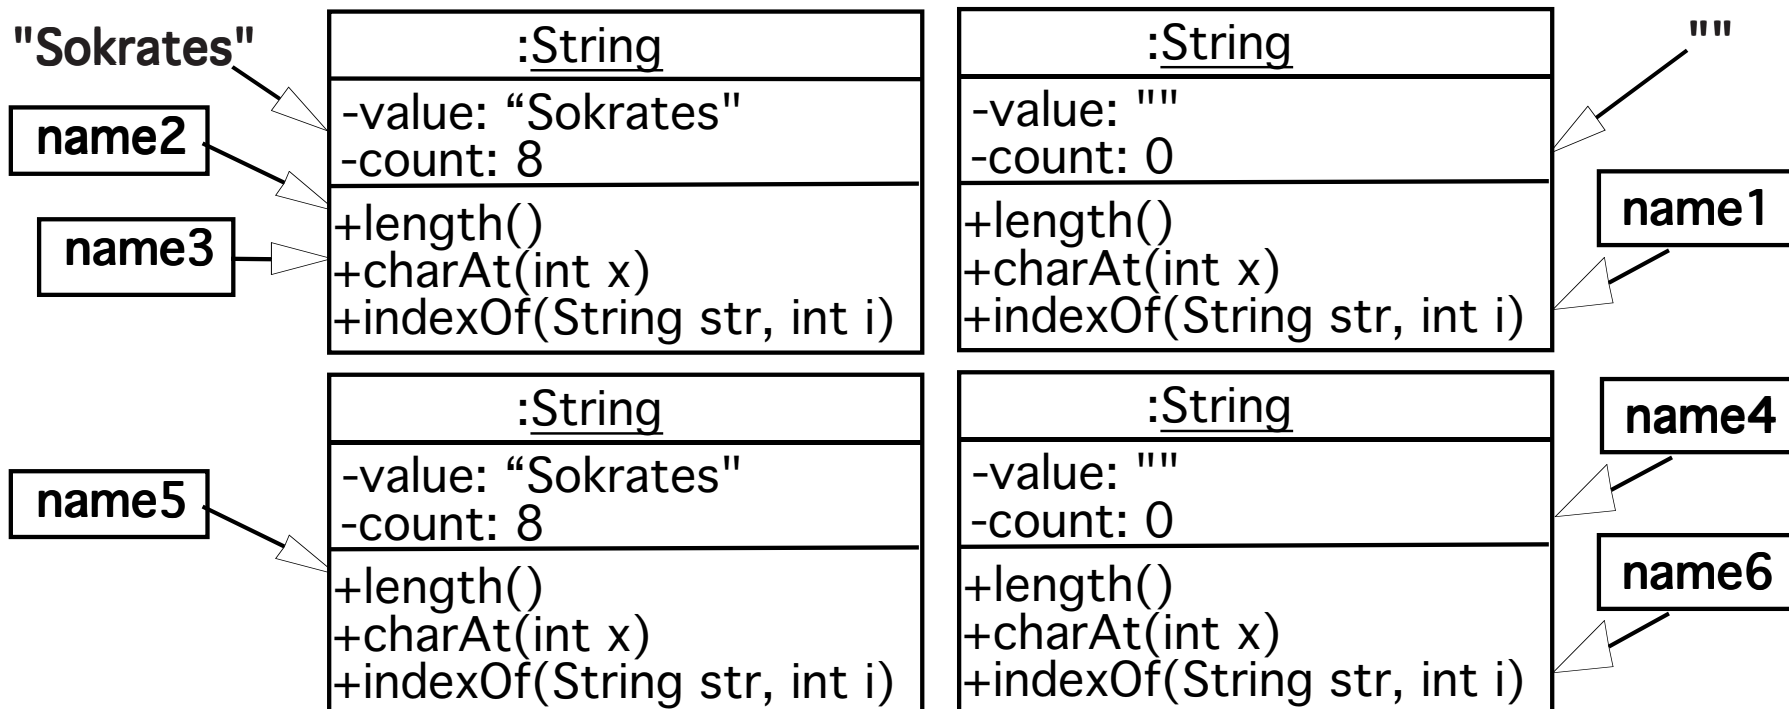 "Sokrates"
name2
name3
:String
-value: “Sokrates"
-count: 8
+length()
+charAt(int x)
+indexOf(String str, int i)
:String
-value: ""
-count: 0
+length()
+charAt(int x)
+indexOf(String str, int i)
""
name1
name5
:String
-value: “Sokrates"
-count: 8
+length()
+charAt(int x)
+indexOf(String str, int i)
:String
-value: ""
-count: 0
+length()
+charAt(int x)
+indexOf(String str, int i)
name4
name6